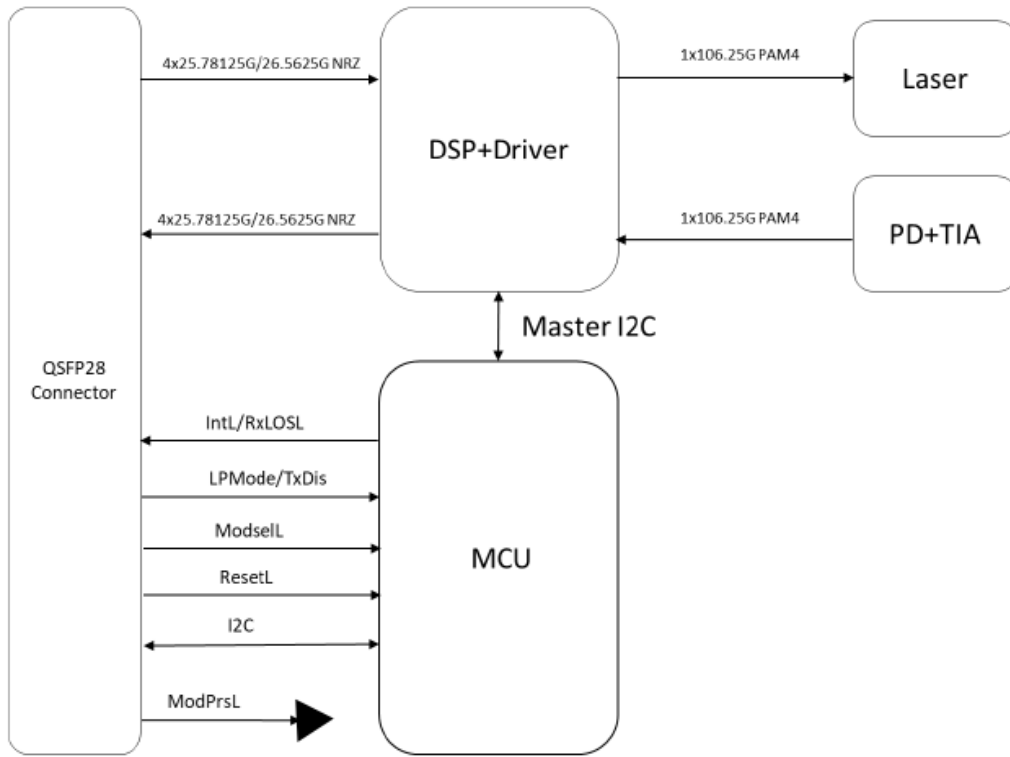 4x25.78125G/26.5625G NRZ
1x106.25G PAM4
Laser
DSP+Driver
4x25.78125G/26.5625G NRZ
1x106.25G PAM4
PD+TIA
Master I2C
QSFP28
Connector
IntL/RxLOSL
LPMode/TxDis
ModselL
MCU
ResetL
I2C
ModPrsL